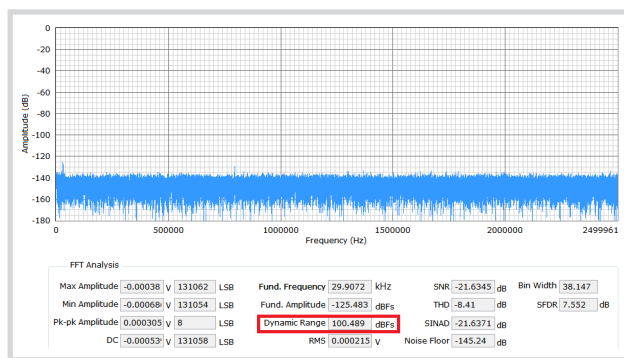 0
-20
-40
-60
-80
-100
-120
-140
-160
-180
Amplitude (dB)
0 500000 1000000 1500000 2000000 2499961
Frequency (Hz)
FFT Analysis
Max Amplitude -0.00038 V 131062 LSB Fund. Frequency 29.9072 kHz SNR -21.6345 dB Bin Width 38.147
Min Amplitude -0.00068 V 131054 LSB Fund. Amplitude -125.483 dBFs THD -8.41 dB SFDR 7.552 dB
Pk-pk Amplitude 0.000305 V 8 LSB Dynamic Range 100.489 dBFs SINAD -21.6371 dB
DC -0.00053 V 131058 LSB RMS 0.000215 V Noise Floor -145.24 dB